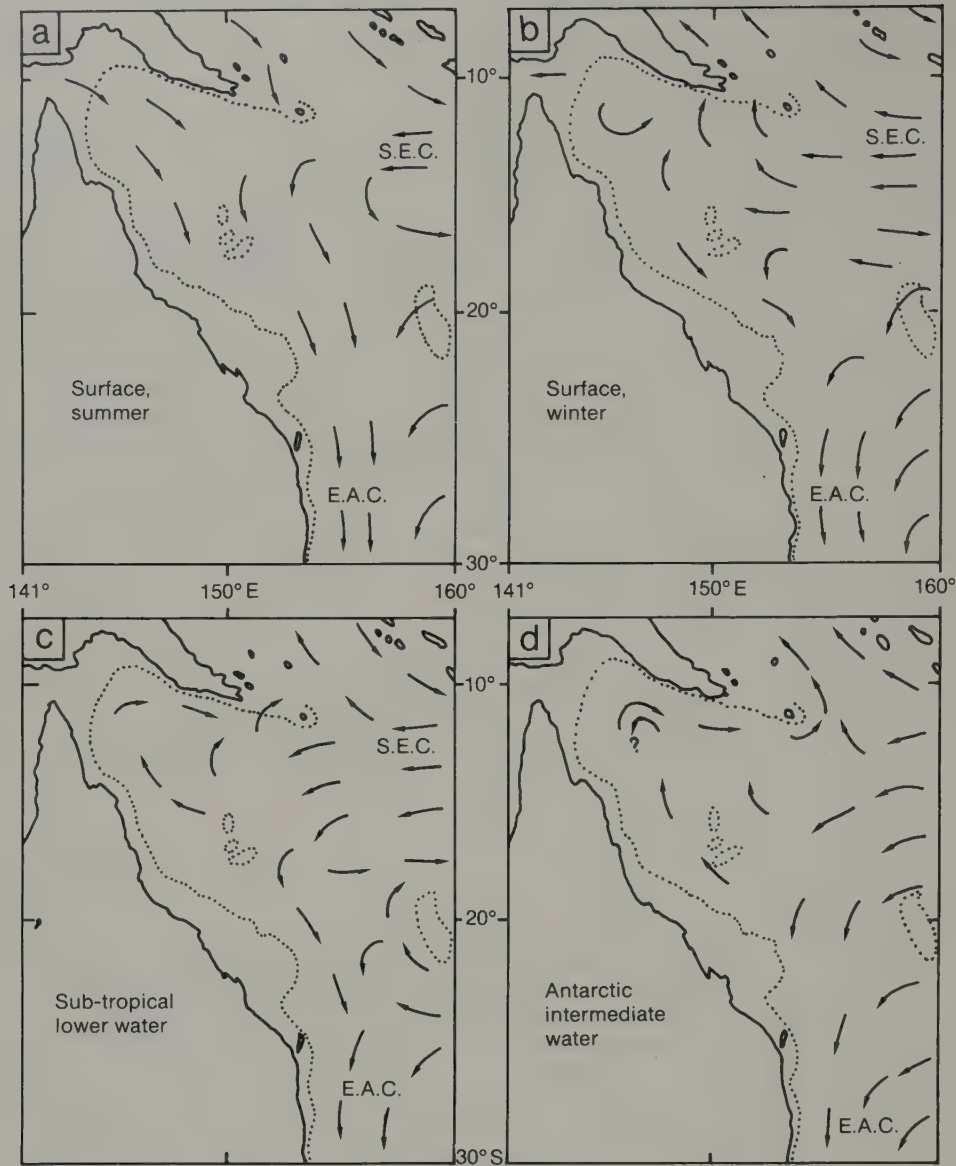 a
b
10°
S.E.C.
S.E.C.
20°
Surface,
summer
Surface,
winter
E.A.C.
E.A.C.
30°
141°
150° E
160°
141°
150°
160°
c
d
10°
S.E.C.
?
20°
Sub-tropical
lower water
Antarctic
intermediate
water
E.A.C.
E.A.C.
30° S